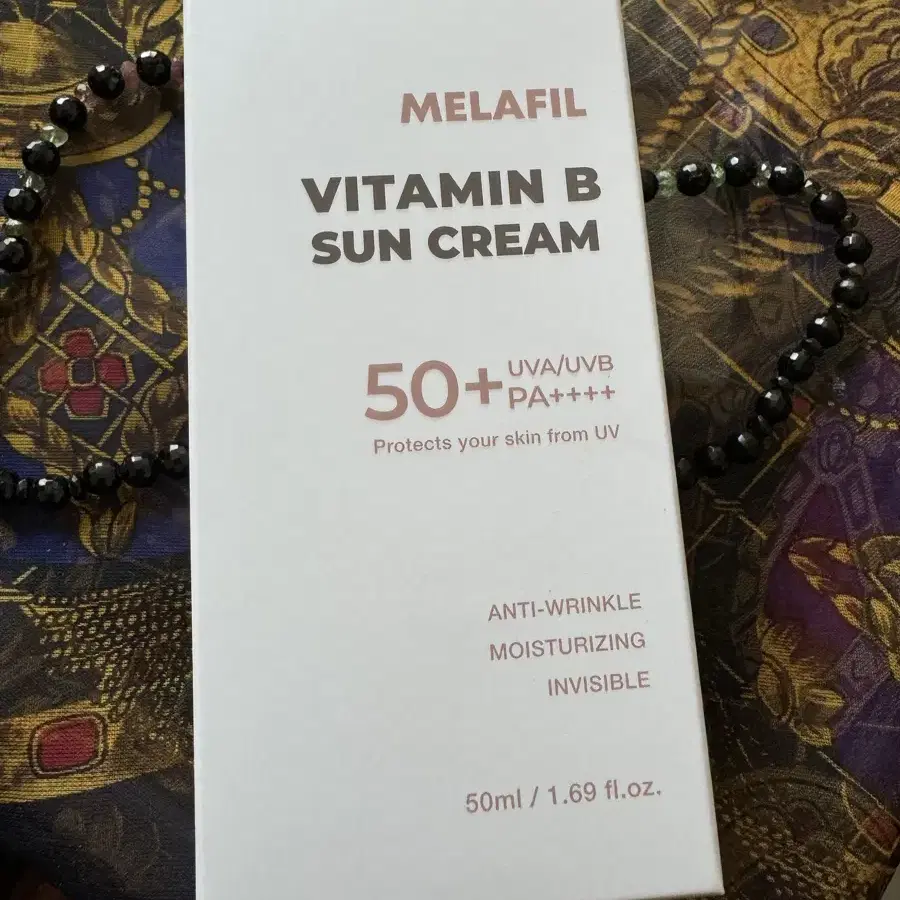 MELAFIL
VITAMIN B
SUN CREAM
50+ UVA/UVB
PA++++
Protects your skin from UV
ANTI-WRINKLE
MOISTURIZING
INVISIBLE
50ml / 1.69 fl.oz.